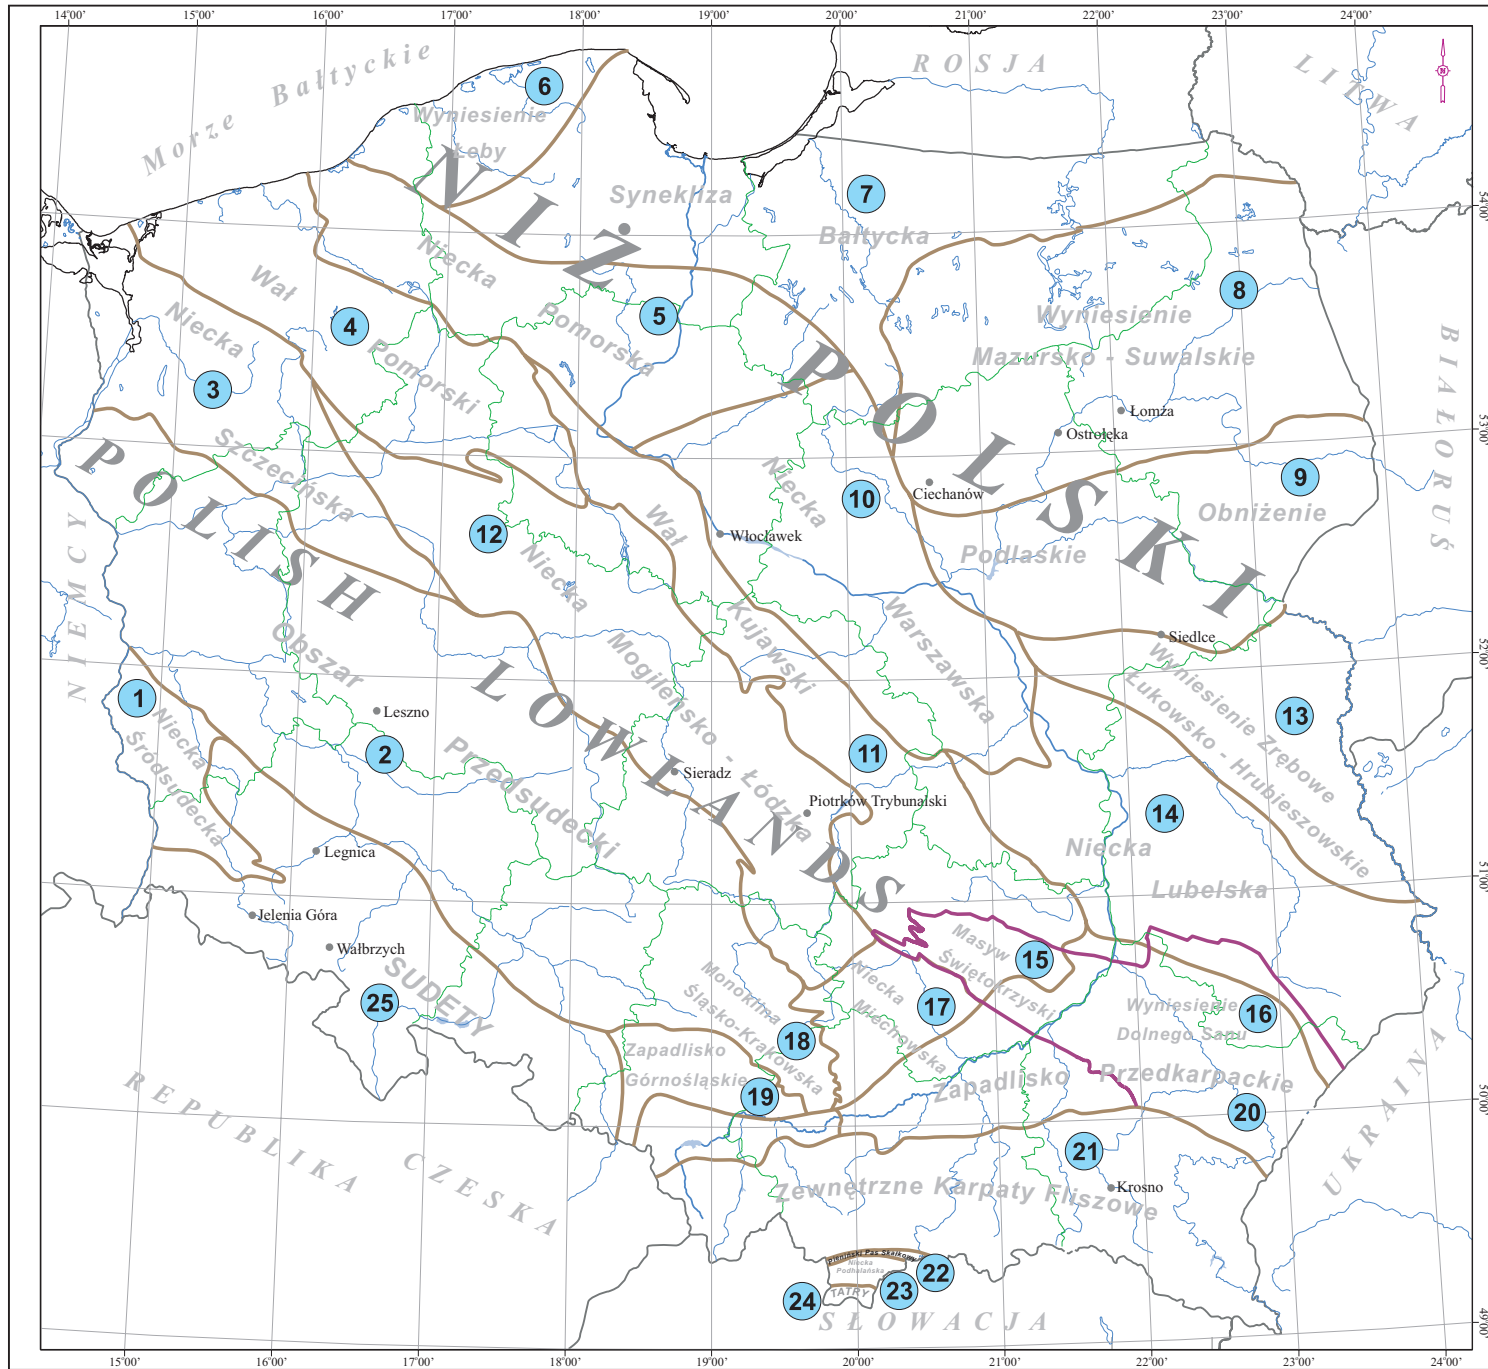 14°00'
15°00'
16°00'
17°00'
18°00'
19°00'
20°00'
21°00'
22°00'
23°00'
24°00'
Morze Bałtyckie
ROSJA
LITWA
N
6
Wyniesienie
Łeby
Synekliza
7
Bałtycka
54°00'
NIŻ POLSKI
Niecka
Pomorska
5
Wał
Pomorski
4
Niecka
Szczecińska
3
8
Wyniesienie
Mazursko - Suwalskie
BIAŁORUŚ
Łomża
Ostrołęka
53°00'
POLISH LOWLANDS
9
Obniżenie
Podlaskie
Niecka
Warszawska
10
Ciechanów
Włocławek
12
Niecka
Mogileńsko - Łódzka
Wał
Kujawski
NIEMCY
Siedlce
52°00'
Obszar
Przedsudecki
1
Niecka
Śródsudecka
Leszno
2
Wyniesienie Zrębowe
Łukowsko - Hrubieszowskie
13
11
Sieradz
Piotrków Trybunalski
14
Niecka
Lubelska
Legnica
51°00'
Jelenia Góra
Wałbrzych
SUDETY
25
Masyw
Świętokrzyski
15
Niecka
Miechowska
17
Monoklina
Śląsko-Krakowska
18
Wyniesienie
Dolnego Sanu
16
Zapadlisko
Górnośląskie
19
Zapadlisko Przedkarpackie
20
50°00'
REPUBLIKA CZESKA
UKRAINA
21
Krosno
Zewnętrzne Karpaty Fliszowe
Pieniński Pas Skałkowy
22
Niecka
Podhalańska
23
TATRY
24
SŁOWACJA
49°00'
15°00'
16°00'
17°00'
18°00'
19°00'
20°00'
21°00'
22°00'
23°00'
24°00'